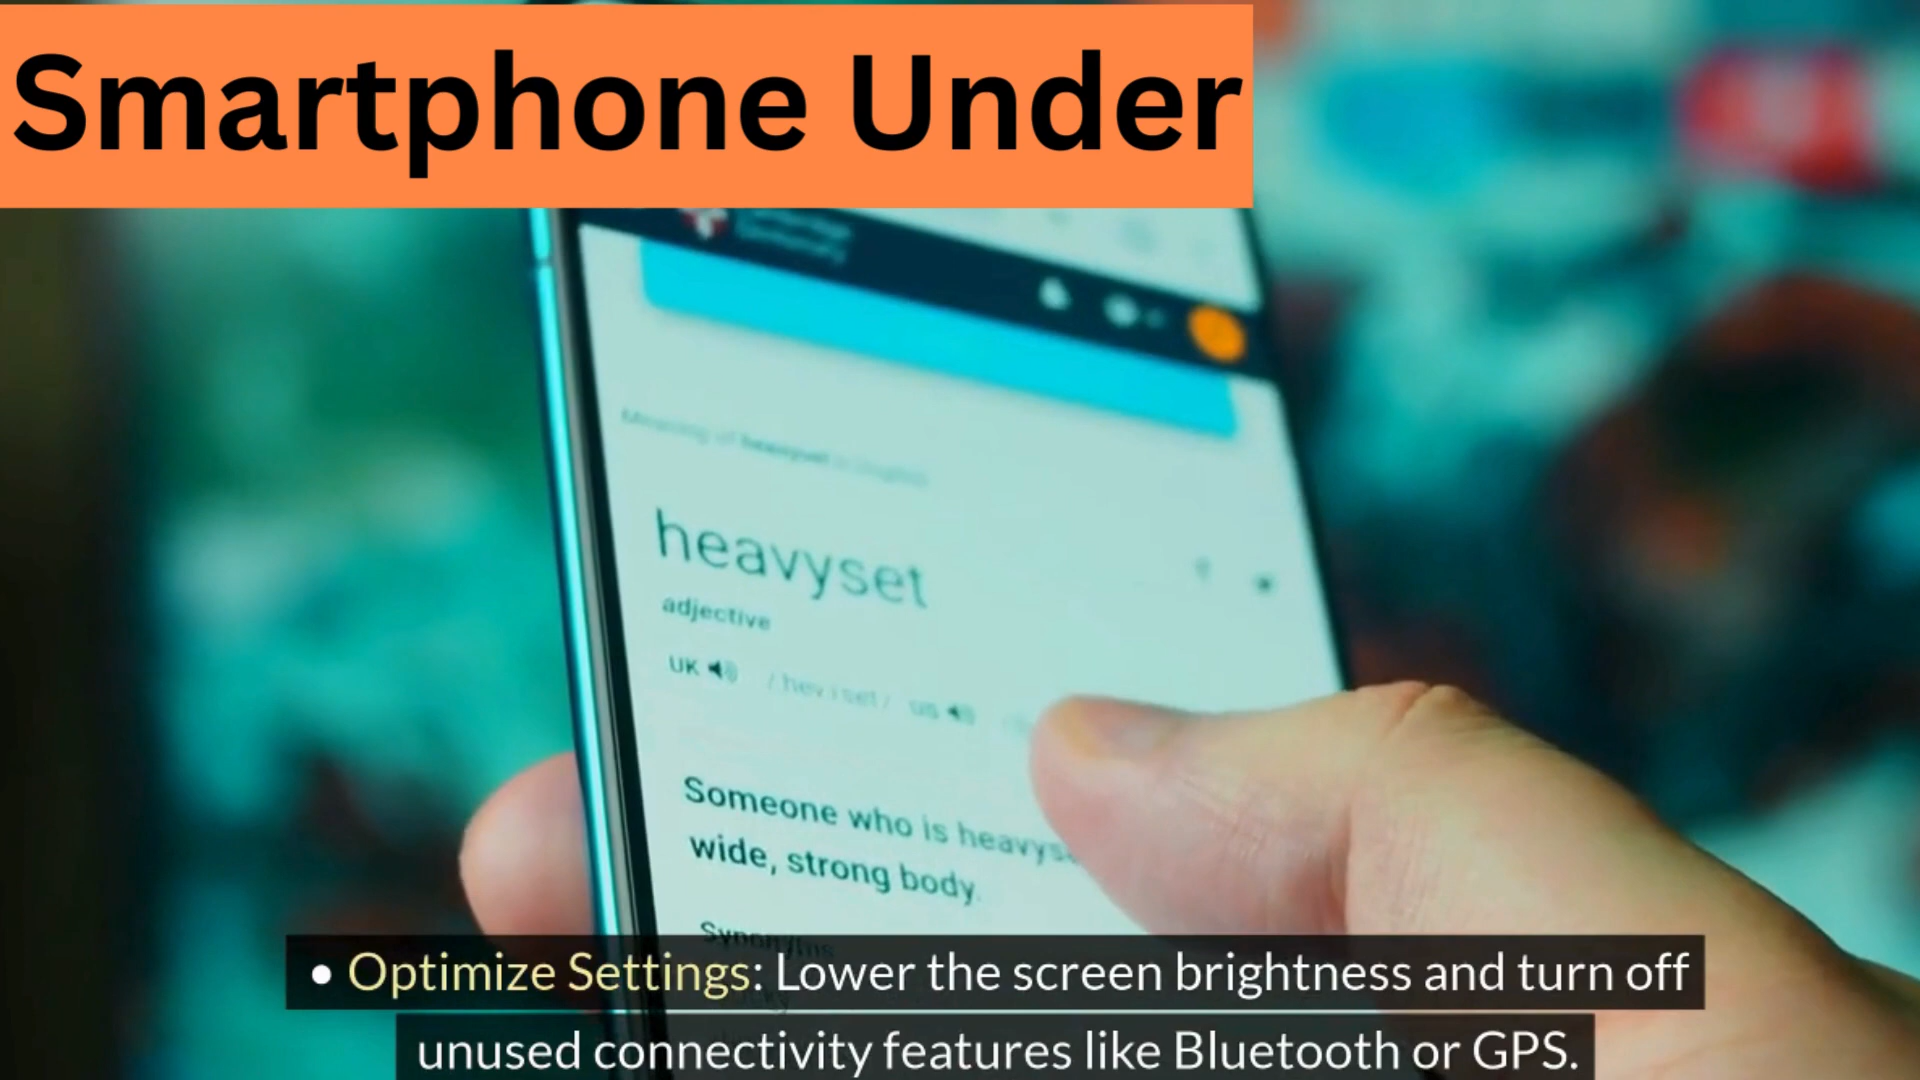 Smartphone Under
heavyset
adjective
UK
us
Someone who is
wide, strong body.
• Optimize Settings: Lower the screen brightness and turn off
unused connectivity features like Bluetooth or GPS.